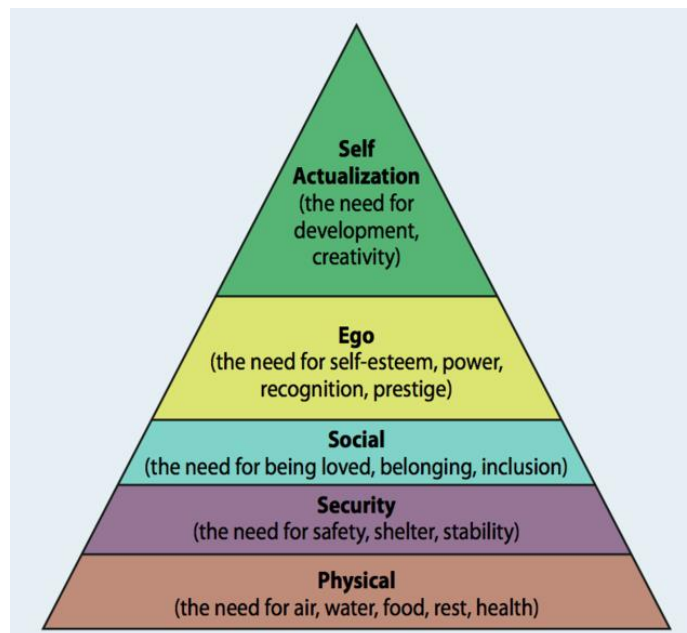 Self
Actualization
(the need for
development,
creativity)
Ego
(the need for self-esteem, power,
recognition, prestige)
Social
(the need for being loved, belonging, inclusion)
Security
(the need for safety, shelter, stability)
Physical
(the need for air, water, food, rest, health)